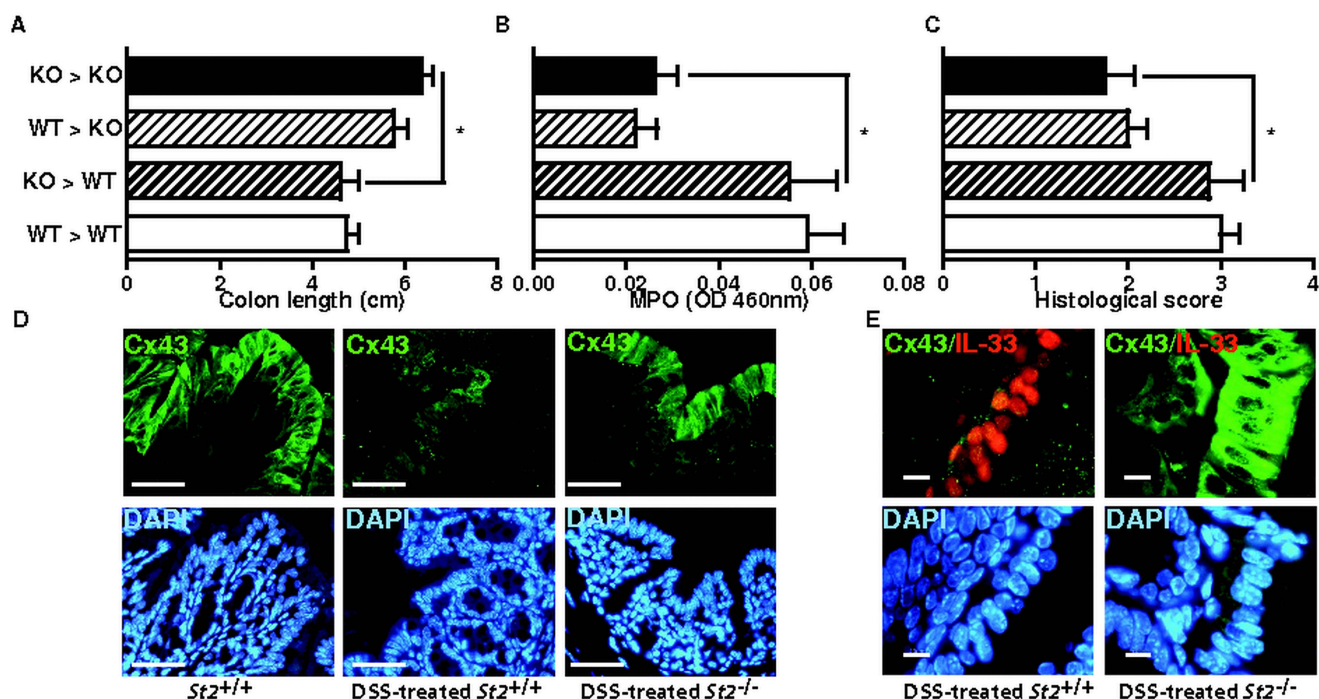 A
B
C
KO > KO
WT > KO
KO > WT
WT > WT
*
*
*
0 2 4 6 8
0.00 0.02 0.04 0.06 0.08
0 1 2 3 4
Colon length (cm)
MPO (OD 460nm)
Histological score
D
E
Cx43
Cx43
Cx43
Cx43/IL-33
Cx43/IL-33
DAPI
DAPI
DAPI
DAPI
DAPI
St2+/+
DSS-treated St2+/+
DSS-treated St2-/-
DSS-treated St2+/+
DSS-treated St2-/-